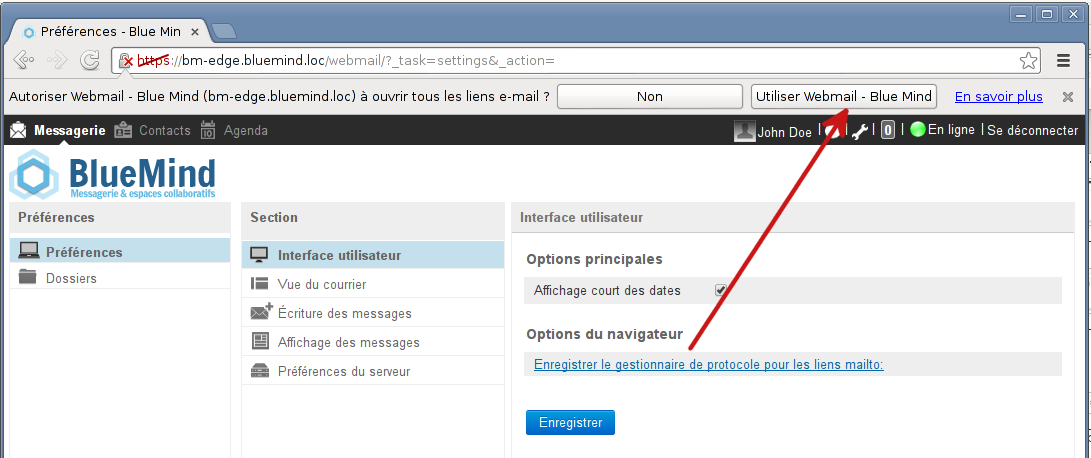 Préférences - Blue Min
https://bm-edge.bluemind.loc/webmail/?_task=settings&_action=
Autoriser Webmail - Blue Mind (bm-edge.bluemind.loc) à ouvrir tous les liens e-mail ? Non Utiliser Webmail - Blue Mind En savoir plus
Messagerie Contacts 10 Agenda John Doe | | | 0 | En ligne | Se déconnecter
BlueMind
Messagerie & espaces collaboratifs
Préférences Section Interface utilisateur
Préférences Interface utilisateur Options principales
Dossiers Vue du courrier Affichage court des dates
Écriture des messages
Affichage des messages Options du navigateur
Préférences du serveur Enregistrer le gestionnaire de protocole pour les liens mailto:
Enregistrer